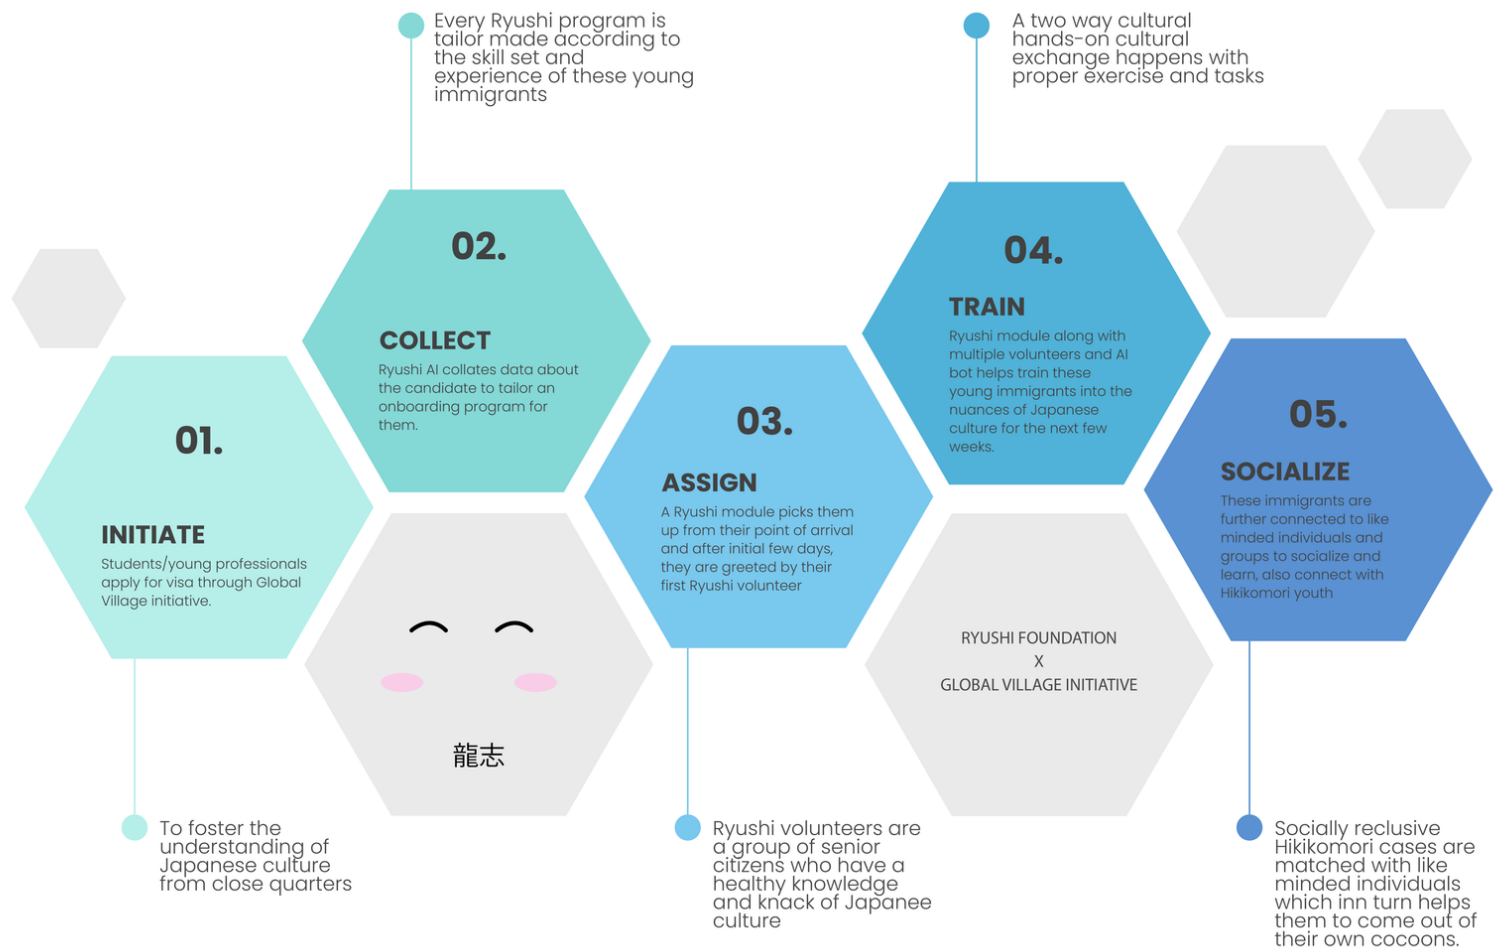 Every Ryushi program is
tailor made according to
the skill set and
experience of these young
immigrants
A two way cultural
hands-on cultural
exchange happens with
proper exercise and tasks
01.
INITIATE
Students/young professionals
apply for visa through Global
Village initiative.
02.
COLLECT
Ryushi AI collates data about
the candidate to tailor an
onboarding program for
them.
03.
ASSIGN
A Ryushi module picks them
up from their point of arrival
and after initial few days,
they are greeted by their
first Ryushi volunteer
04.
TRAIN
Ryushi module along with
multiple volunteers and AI
bot helps train these
young immigrants into the
nuances of Japanese
culture for the next few
weeks.
05.
SOCIALIZE
These immigrants are
further connected to like
minded individuals and
groups to socialize and
learn, also connect with
Hikikomori youth
龍志
RYUSHI FOUNDATION
X
GLOBAL VILLAGE INITIATIVE
To foster the
understanding of
Japanese culture
from close quarters
Ryushi volunteers are
a group of senior
citizens who have a
healthy knowledge
and knack of Japanee
culture
Socially reclusive
Hikikomori cases are
matched with like
minded individuals
which inn turn helps
them to come out of
their own cocoons.